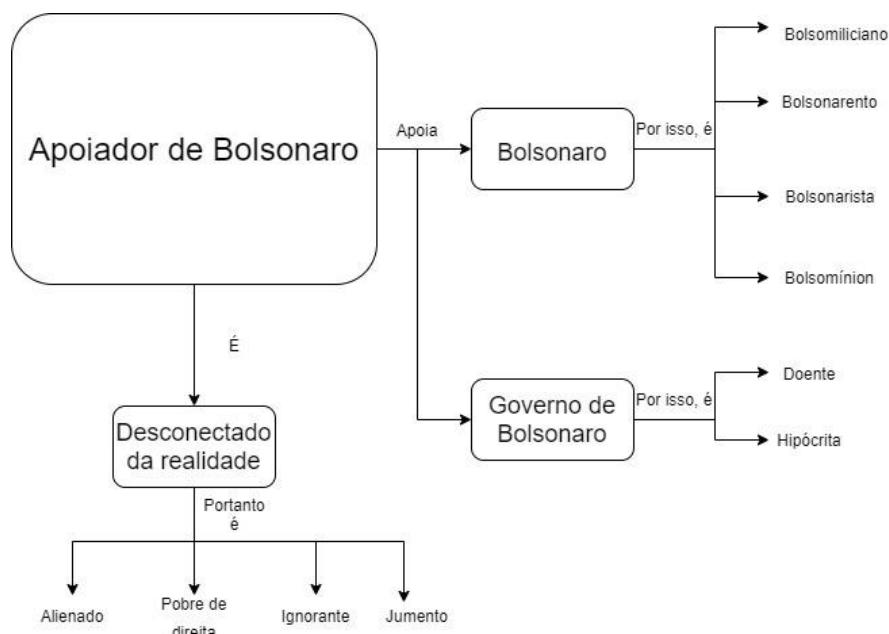 Apoiador de Bolsonaro
Apoia
Bolsonaro
Por isso, é
Bolsomiliciano
Bolsonarento
Bolsonarista
Bolsomínion
Governo de
Bolsonaro
Por isso, é
Doente
Hipócrita
É
Desconectado
da realidade
Portanto
é
Alienado
Pobre de
direita
Ignorante
Jumento